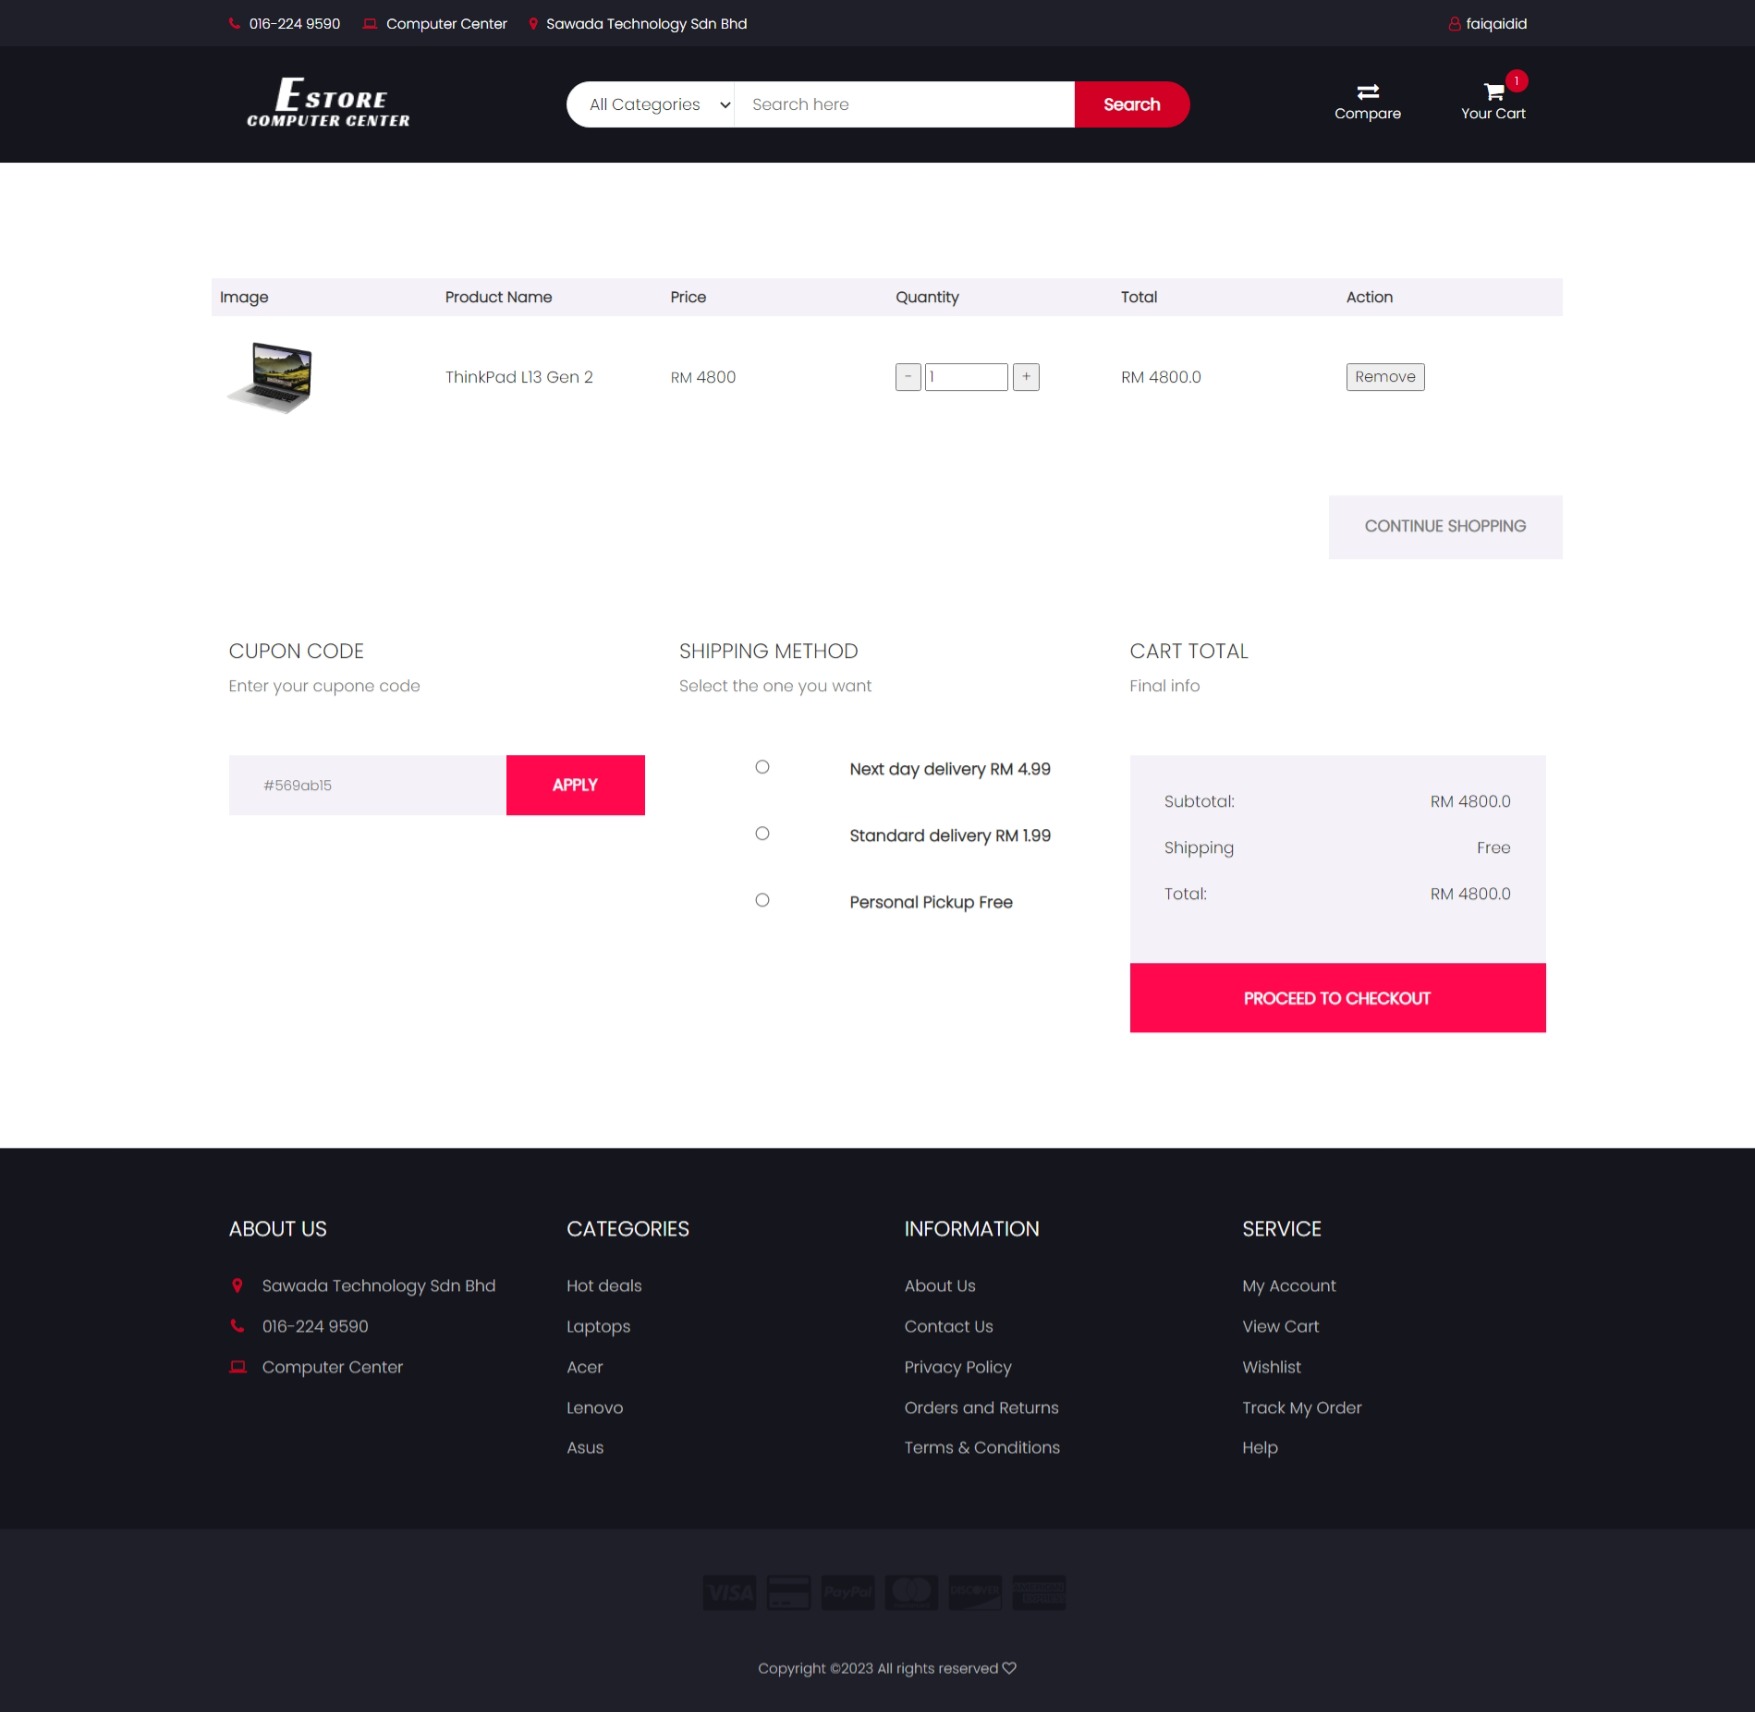 016-224 9590 Computer Center Sawada Technology Sdn Bhd faiqaidid
ESTORE
COMPUTER CENTER
All Categories Search here Search
Compare
1
Your Cart
Image Product Name Price Quantity Total Action
ThinkPad L13 Gen 2 RM 4800 - 1 + RM 4800.0 Remove
CONTINUE SHOPPING
CUPON CODE
Enter your cupone code
#569ab15 APPLY
SHIPPING METHOD
Select the one you want
Next day delivery RM 4.99
Standard delivery RM 1.99
Personal Pickup Free
CART TOTAL
Final info
Subtotal: RM 4800.0
Shipping Free
Total: RM 4800.0
PROCEED TO CHECKOUT
ABOUT US
Sawada Technology Sdn Bhd
016-224 9590
Computer Center
CATEGORIES
Hot deals
Laptops
Acer
Lenovo
Asus
INFORMATION
About Us
Contact Us
Privacy Policy
Orders and Returns
Terms & Conditions
SERVICE
My Account
View Cart
Wishlist
Track My Order
Help
VISA PayPal DISCOVER
Copyright ©2023 All rights reserved